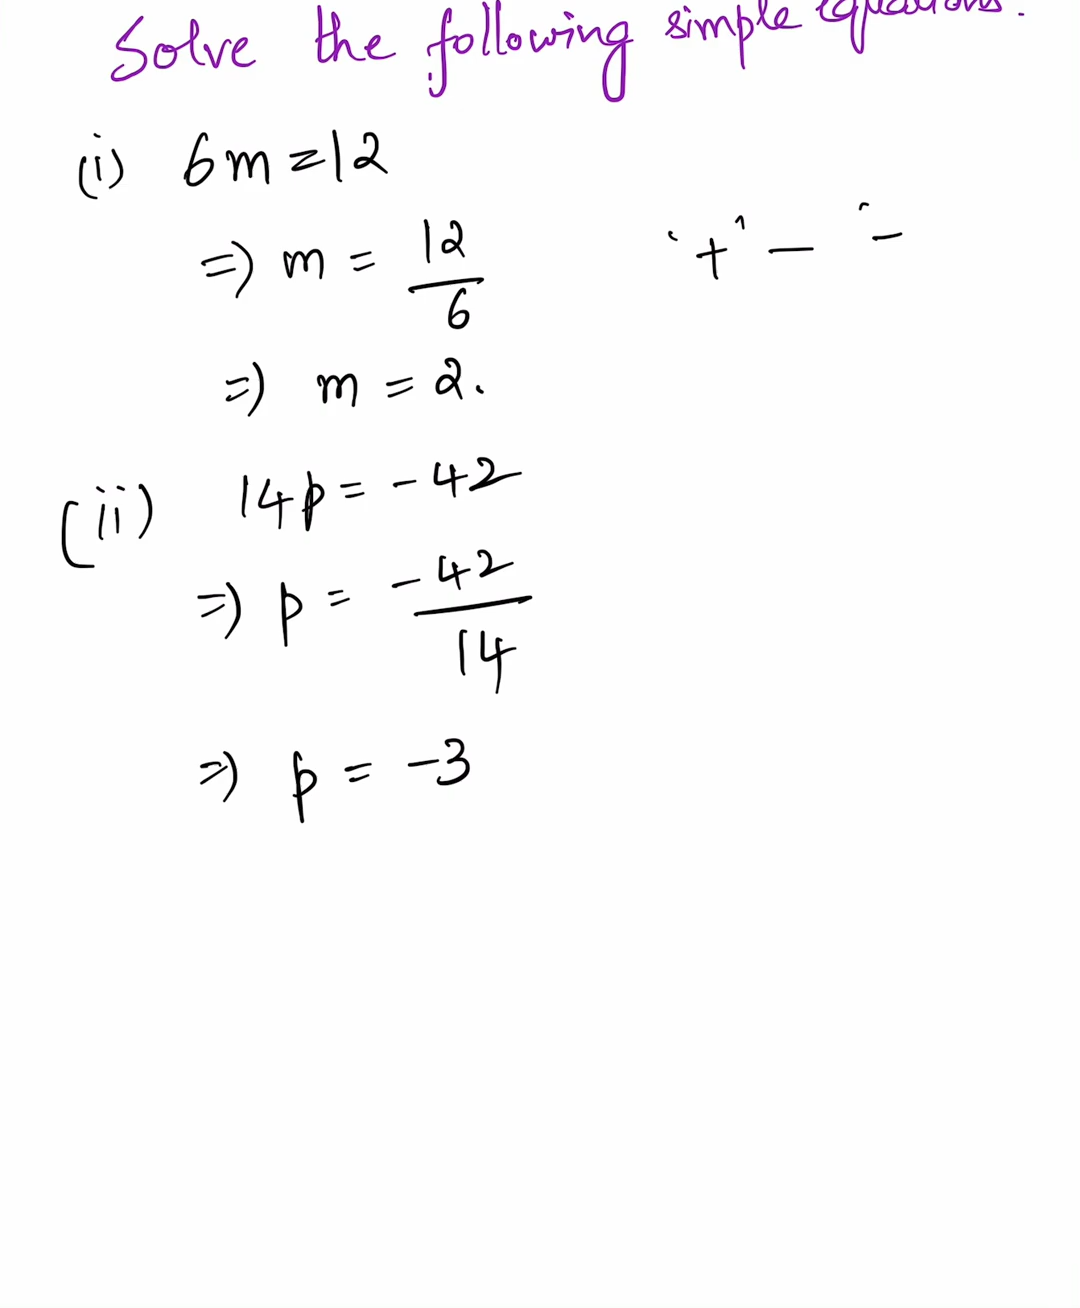 Solve the following simple equations.
(i) 6m=12
=) m = 12/6
'+' — '-
=) m = 2.
(ii) 14p = -42
=) p = -42/14
=) p = -3